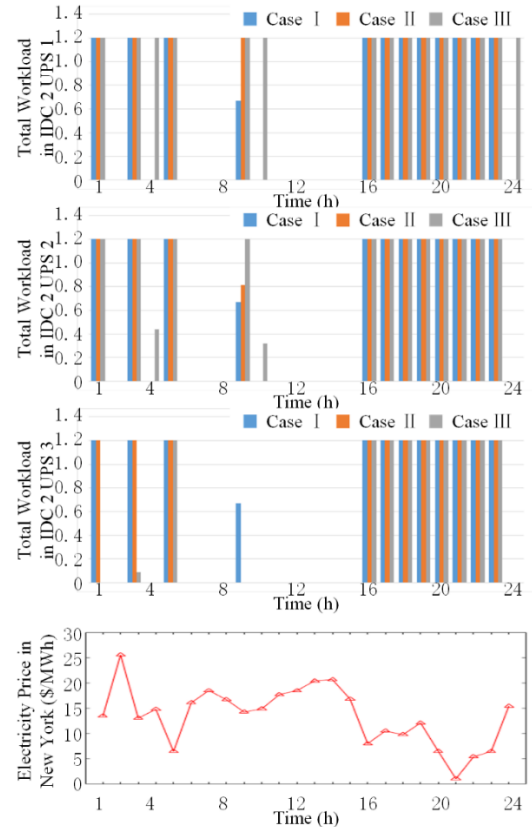 Case Ⅰ Case Ⅱ Case Ⅲ
Total Workload
in IDC 2 UPS 1
1.4
1.2
1.0
0.8
0.6
0.4
0.2
0
1 4 12 16 20 24
Time (h)
Case Ⅰ Case Ⅱ Case Ⅲ
Total Workload
in IDC 2 UPS 2
1.4
1.2
1.0
0.8
0.6
0.4
0.2
0
1 4 12 16 20 24
Time (h)
Case Ⅰ Case Ⅱ Case Ⅲ
Total Workload
in IDC 2 UPS 3
1.4
1.2
1.0
0.8
0.6
0.4
0.2
0
1 4 12 16 20 24
Time (h)
Electricity Price in
New York ($/MWh)
30
25
20
15
10
5
0
1 4 8 12 16 20 24
Time (h)